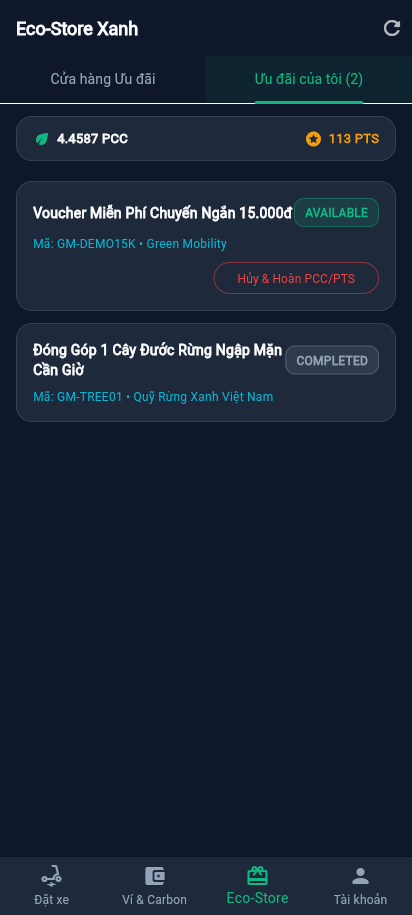 Eco-Store Xanh
Cửa hàng Ưu đãi
Ưu đãi của tôi (2)
4.4587 PCC
113 PTS
Voucher Miễn Phí Chuyến Ngắn 15.000đ
AVAILABLE
Mã: GM-DEMO15K • Green Mobility
Hủy & Hoàn PCC/PTS
Đóng Góp 1 Cây Đước Rừng Ngập Mặn
Cần Giờ
COMPLETED
Mã: GM-TREE01 • Quỹ Rừng Xanh Việt Nam
Đặt xe
Ví & Carbon
Eco-Store
Tài khoản